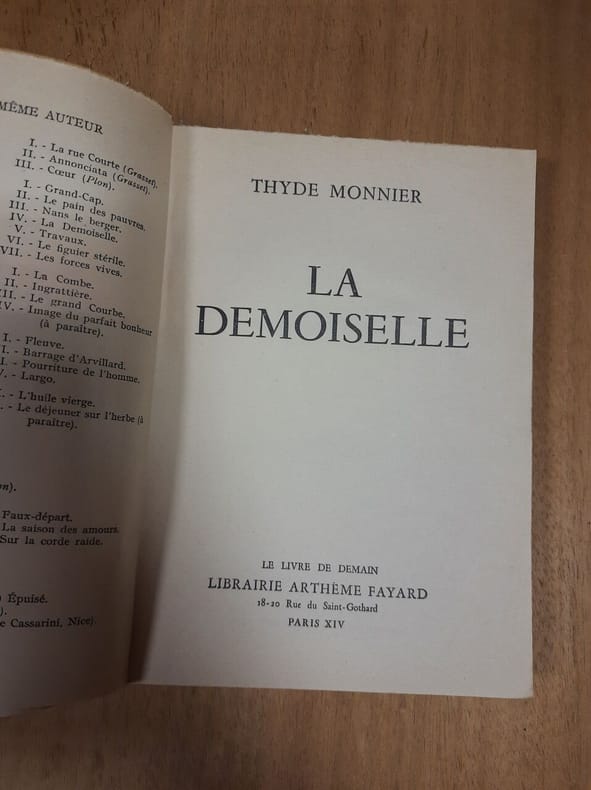 MÊME AUTEUR
I. - La rue Courte (Grasset).
II. - Annonciata (Grasset).
III. - Cœur (Plon).
I. - Grand-Cap.
II. - Le pain des pauvres.
III. - Nans le berger.
IV. - La Demoiselle.
V. - Travaux.
VI. - Le figuier stérile.
VII. - Les forces vives.
I. - La Combe.
II. - Ingrattière.
III. - Le grand Courbe.
IV. - Image du parfait bonheur
(à paraître).
I. - Fleuve.
I. - Barrage d'Arvillard.
I. - Pourriture de l'homme.
V. - Largo.
I. - L'huile vierge.
. - Le déjeuner sur l'herbe (à
paraître).
on).
Faux-départ.
La saison des amours.
Sur la corde raide.
) Épuisé.
).
e Cassarini, Nice).
THYDE MONNIER
LA
DEMOISELLE
LE LIVRE DE DEMAIN
LIBRAIRIE ARTHÈME FAYARD
18-20 Rue du Saint-Gothard
PARIS XIV